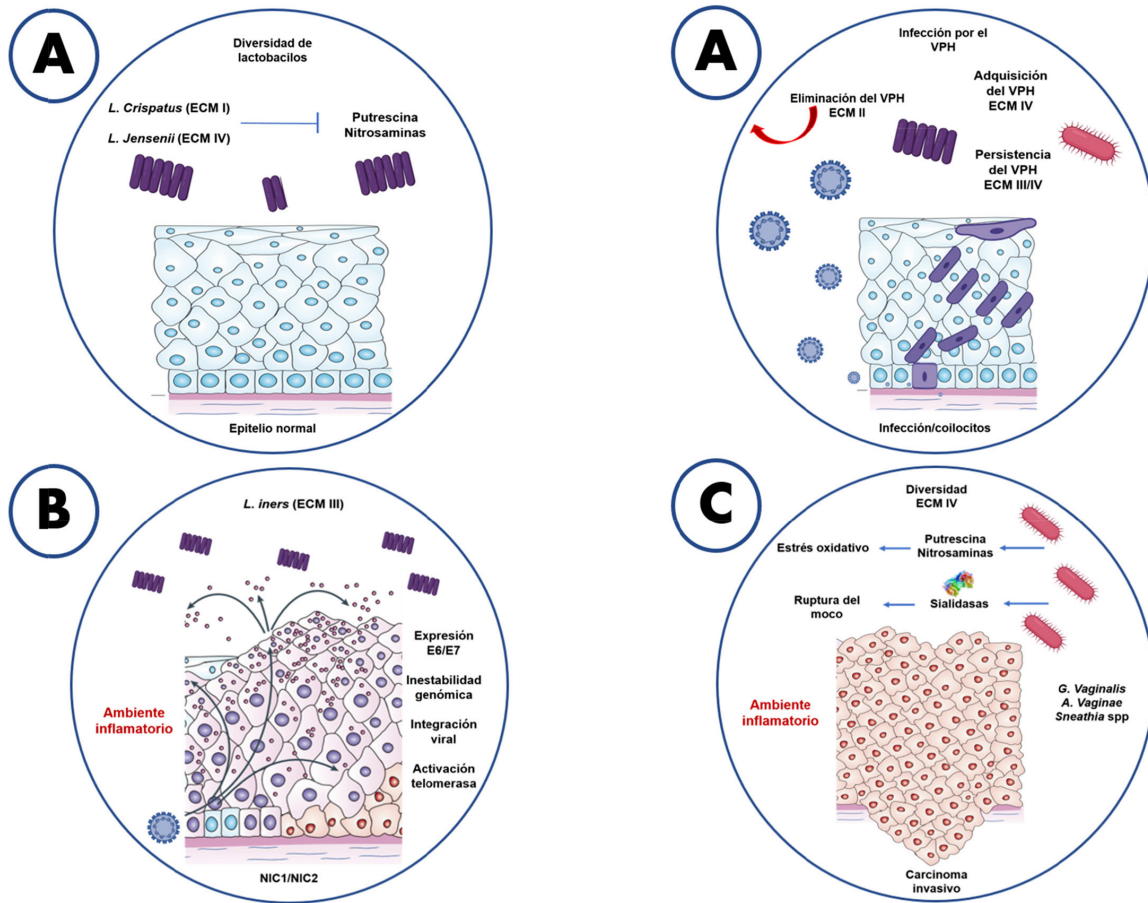 A
Diversidad de
lactobacilos
L. Crispatus (ECM I)
L. Jensenii (ECM IV)
Putrescina
Nitrosaminas
Epitelio normal
A
Infección por el
VPH
Eliminación del VPH
ECM II
Adquisición
del VPH
ECM IV
Persistencia
del VPH
ECM III/IV
Infección/coilocitos
B
L. iners (ECM III)
Ambiente
inflamatorio
Expresión
E6/E7
Inestabilidad
genómica
Integración
viral
Activación
telomerasa
NIC1/NIC2
C
Diversidad
ECM IV
Estrés oxidativo
Putrescina
Nitrosaminas
Ruptura del
moco
Sialidasas
Ambiente
inflamatorio
G. Vaginalis
A. Vaginae
Sneathia spp
Carcinoma
invasivo